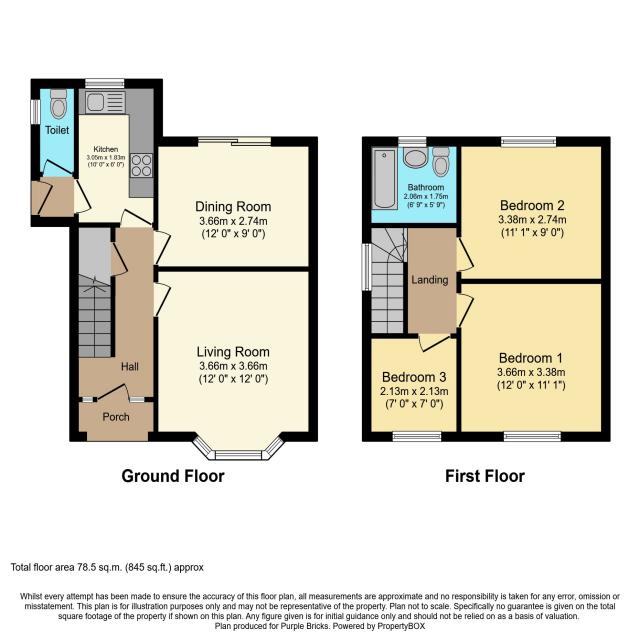 Toilet
Kitchen
3.05m x 1.83m
(10' 0" x 6' 0")
Dining Room
3.66m x 2.74m
(12' 0" x 9' 0")
Living Room
3.66m x 3.66m
(12' 0" x 12' 0")
Hall
Porch
Ground Floor
Bathroom
2.06m x 1.75m
(6' 9" x 5' 9")
Bedroom 2
3.38m x 2.74m
(11' 1" x 9' 0")
Landing
Bedroom 1
3.66m x 3.38m
(12' 0" x 11' 1")
Bedroom 3
2.13m x 2.13m
(7' 0" x 7' 0")
First Floor
Total floor area 78.5 sq.m. (845 sq.ft.) approx
Whilst every attempt has been made to ensure the accuracy of this floor plan, all measurements are approximate and no responsibility is taken for any error, omission or
misstatement. This plan is for illustration purposes only and may not be representative of the property. Plan not to scale. Specifically no guarantee is given on the total
square footage of the property if shown on this plan. Any figure given is for initial guidance only and should not be relied on as a basis of valuation.
Plan produced for Purple Bricks. Powered by PropertyBOX